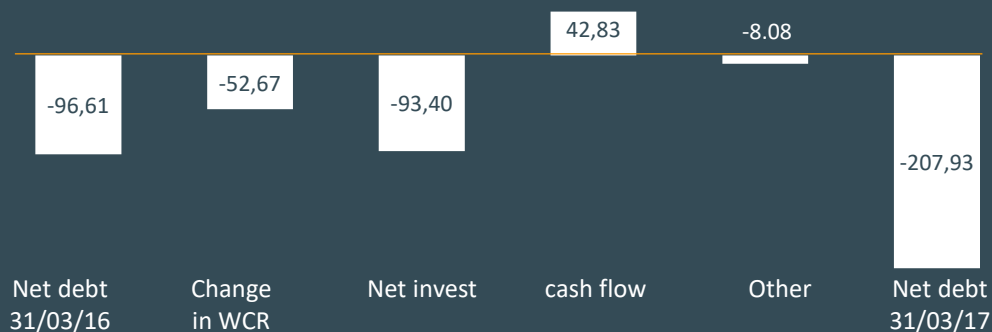 42,83
-8.08
-96,61
-52,67
-93,40
-207,93
Net debt
31/03/16
Change
in WCR
Net invest
cash flow
Other
Net debt
31/03/17